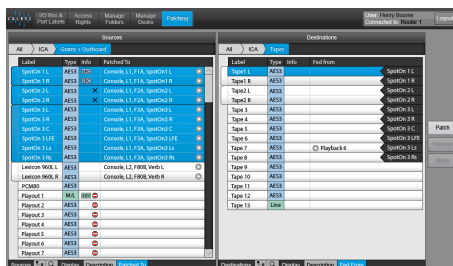 CALREC
I/O Box & Port Labels
Access Rights
Manage Folders
Manage Desks
Patching
User: Henry Bourne
Connected to: Router 1
Logout
Sources
All
ICA
Grams + Outboard
Label Type Info Patched To
SpotOn 1 L AES3 Console, L1, F1A, SpotOn1 L
SpotOn 1 R AES3 Console, L1, F1A, SpotOn1 R
SpotOn 2 L AES3 Console, L1, F2A, SpotOn2 L
SpotOn 2 R AES3 Console, L1, F2A, SpotOn2 R
SpotOn 3 L AES3 Console, L1, F3A, SpotOn3 L
SpotOn 3 R AES3 Console, L1, F3A, SpotOn3 R
SpotOn 3 C AES3 Console, L1, F3A, SpotOn3 C
SpotOn 3 LFE AES3 Console, L1, F3A, SpotOn3 LFE
SpotOn 3 Ls AES3 Console, L1, F3A, SpotOn3 Ls
SpotOn 3 Rs AES3 Console, L1, F3A, SpotOn3 Rs
Lexicon 960L L AES3 Console, L2, F80B, Verb L
Lexicon 960L R AES3 Console, L2, F80B, Verb R
PCM80 AES3
Playout 1 M/L 48V
Playout 2 AES3
Playout 3 AES3
Playout 4 AES3
Playout 5 AES3
Playout 6 AES3
Playout 7 AES3
Sources Display Description Patched To
Destinations
All
ICA
Tapes
Label Type Info Fed from
Tape1 L AES3 SpotOn 1 L
Tape1 R AES3 SpotOn 1 R
Tape2 L AES3 SpotOn 2 L
Tape2 R AES3 SpotOn 2 R
Tape 3 AES3 SpotOn 3 L
Tape 4 AES3 SpotOn 3 R
Tape 5 AES3 SpotOn 3 C
Tape 6 AES3 SpotOn 3 LFE
Tape 7 AES3 Playback 6 SpotOn 3 Ls
Tape 8 AES3 SpotOn 3 Rs
Tape 9 AES3
Tape 10 AES3
Tape 11 AES3
Tape 12 AES3
Tape 13 Line
Destinations Display Description Fed From
Patch
Remove
Move